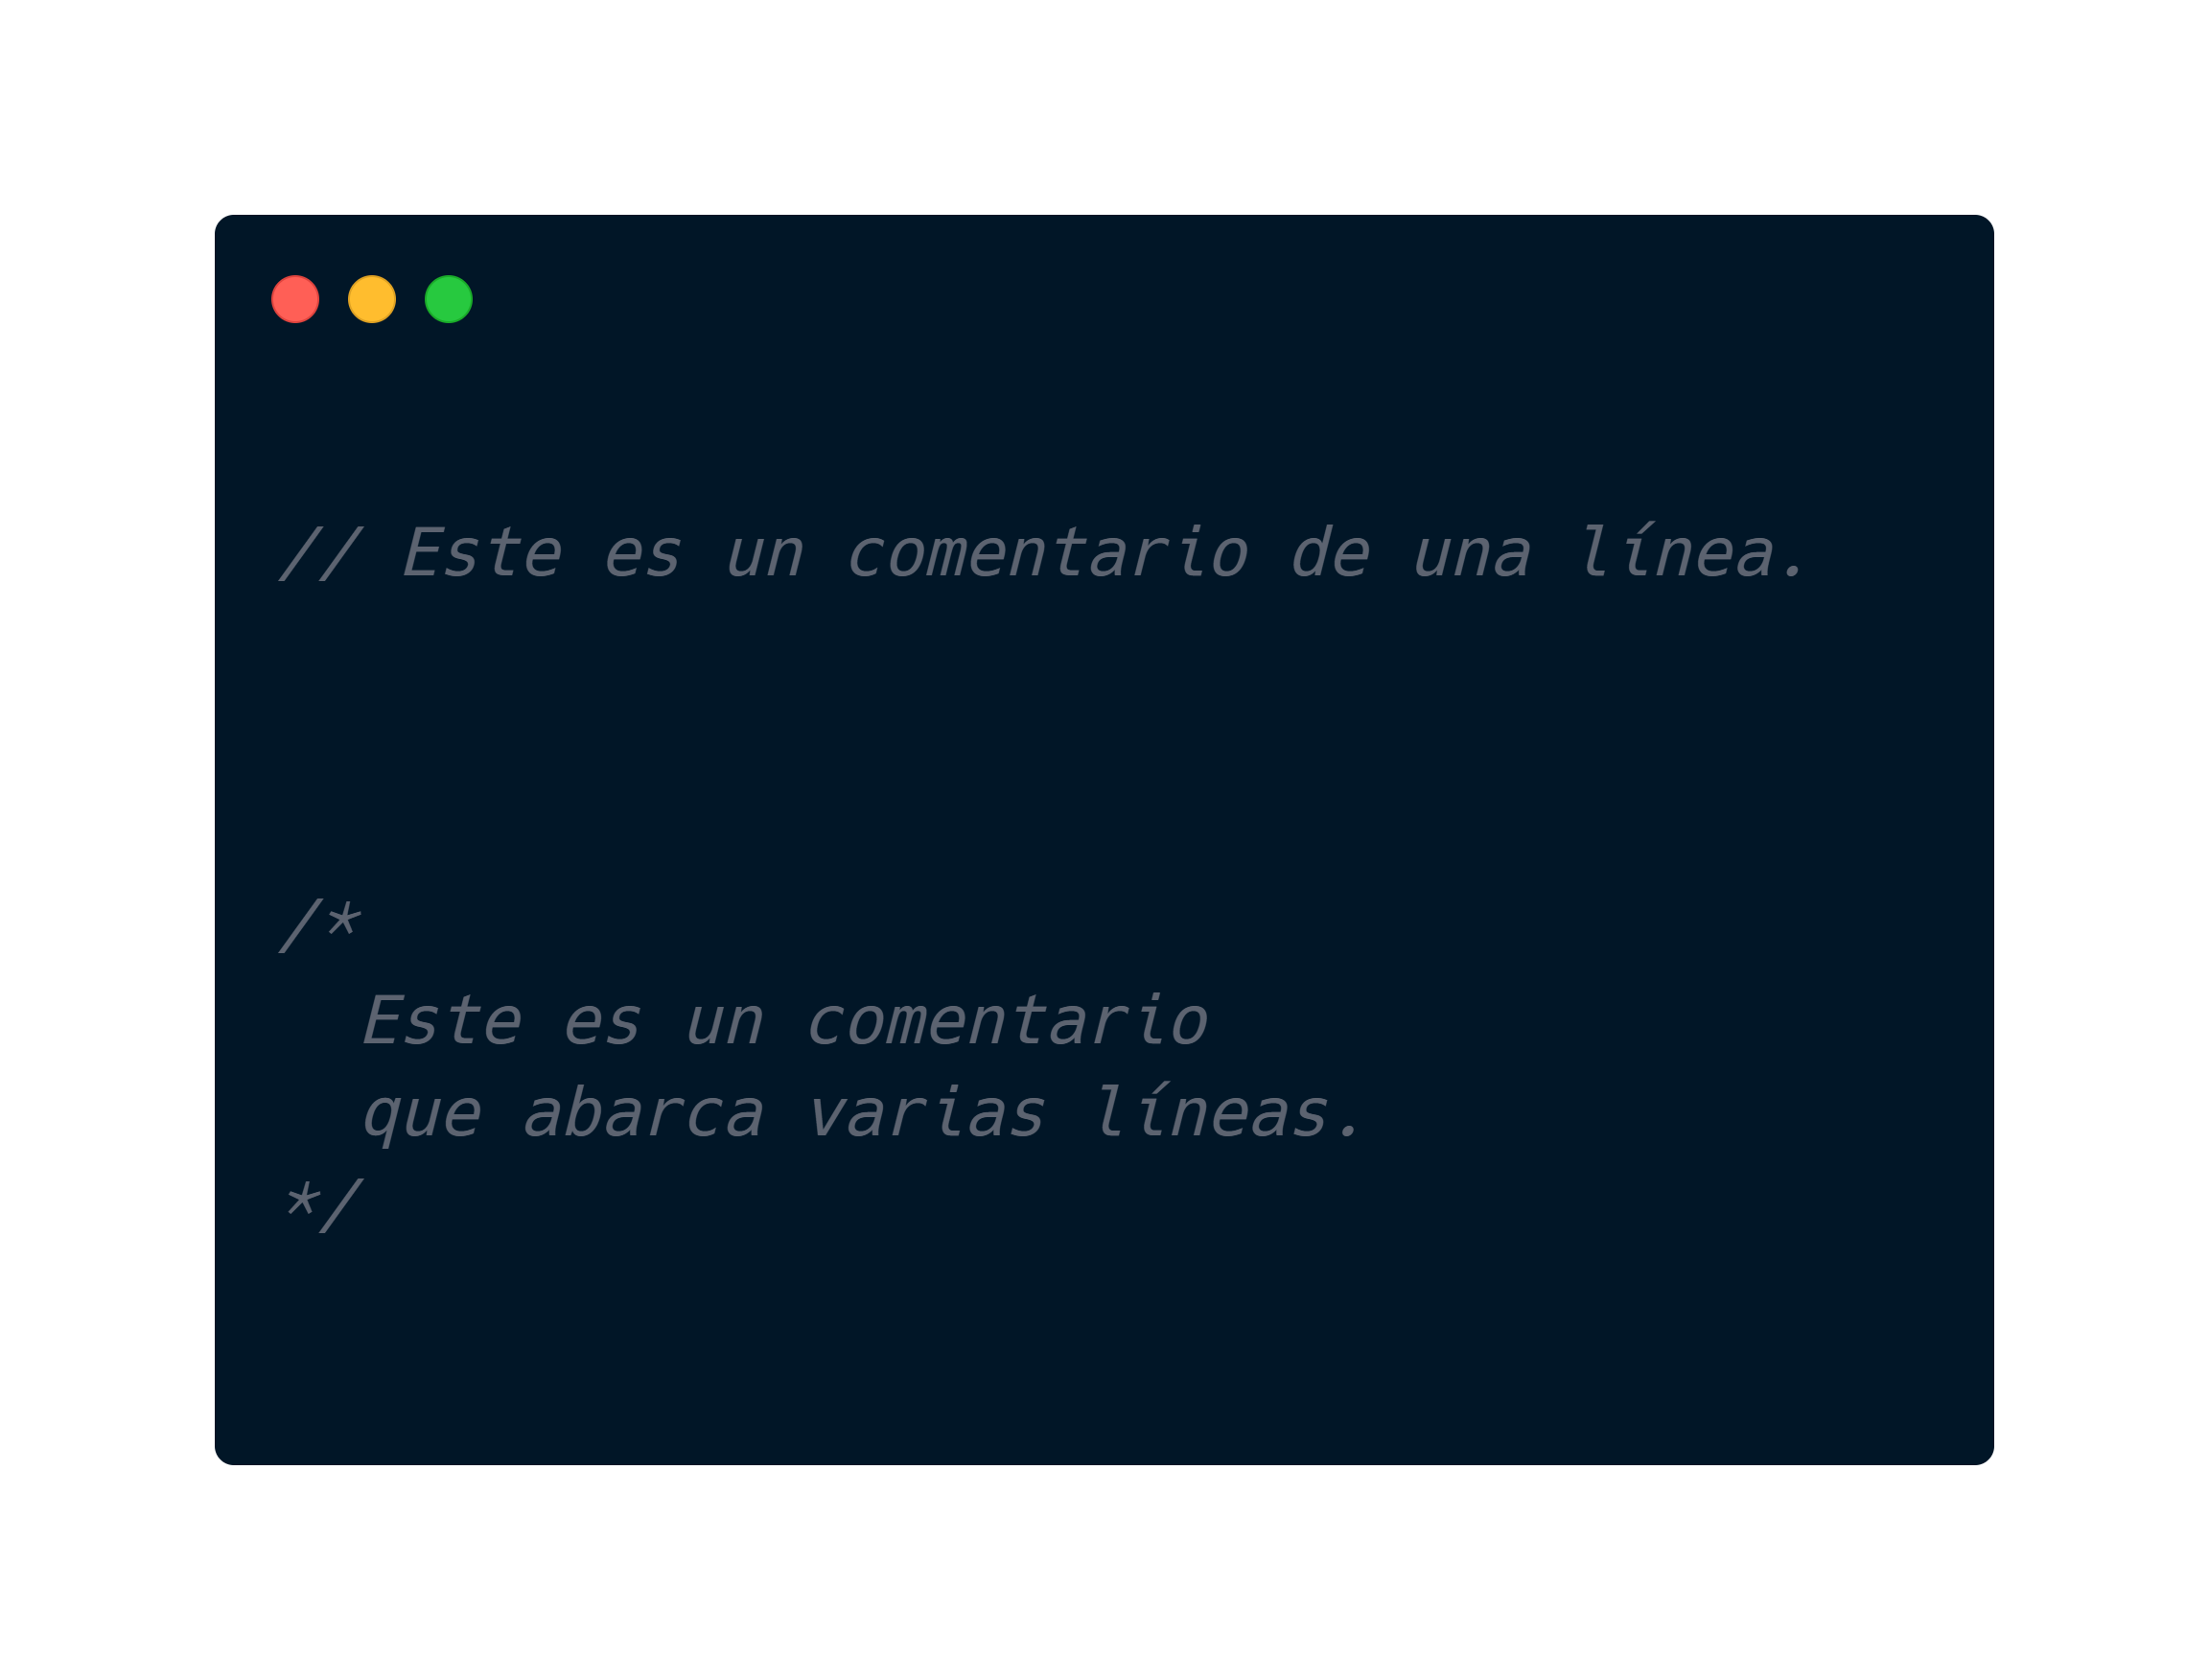 // Este es un comentario de una línea.
/*
Este es un comentario
que abarca varias líneas.
*/